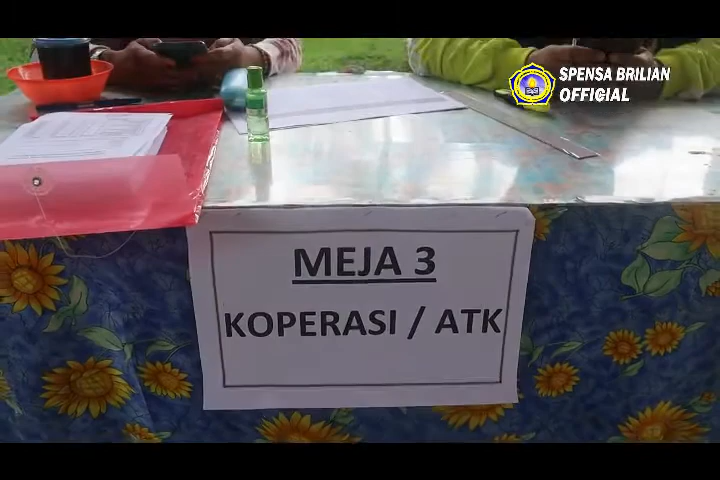 SPENSA BRILIAN
OFFICIAL
MEJA 3
KOPERASI / ATK